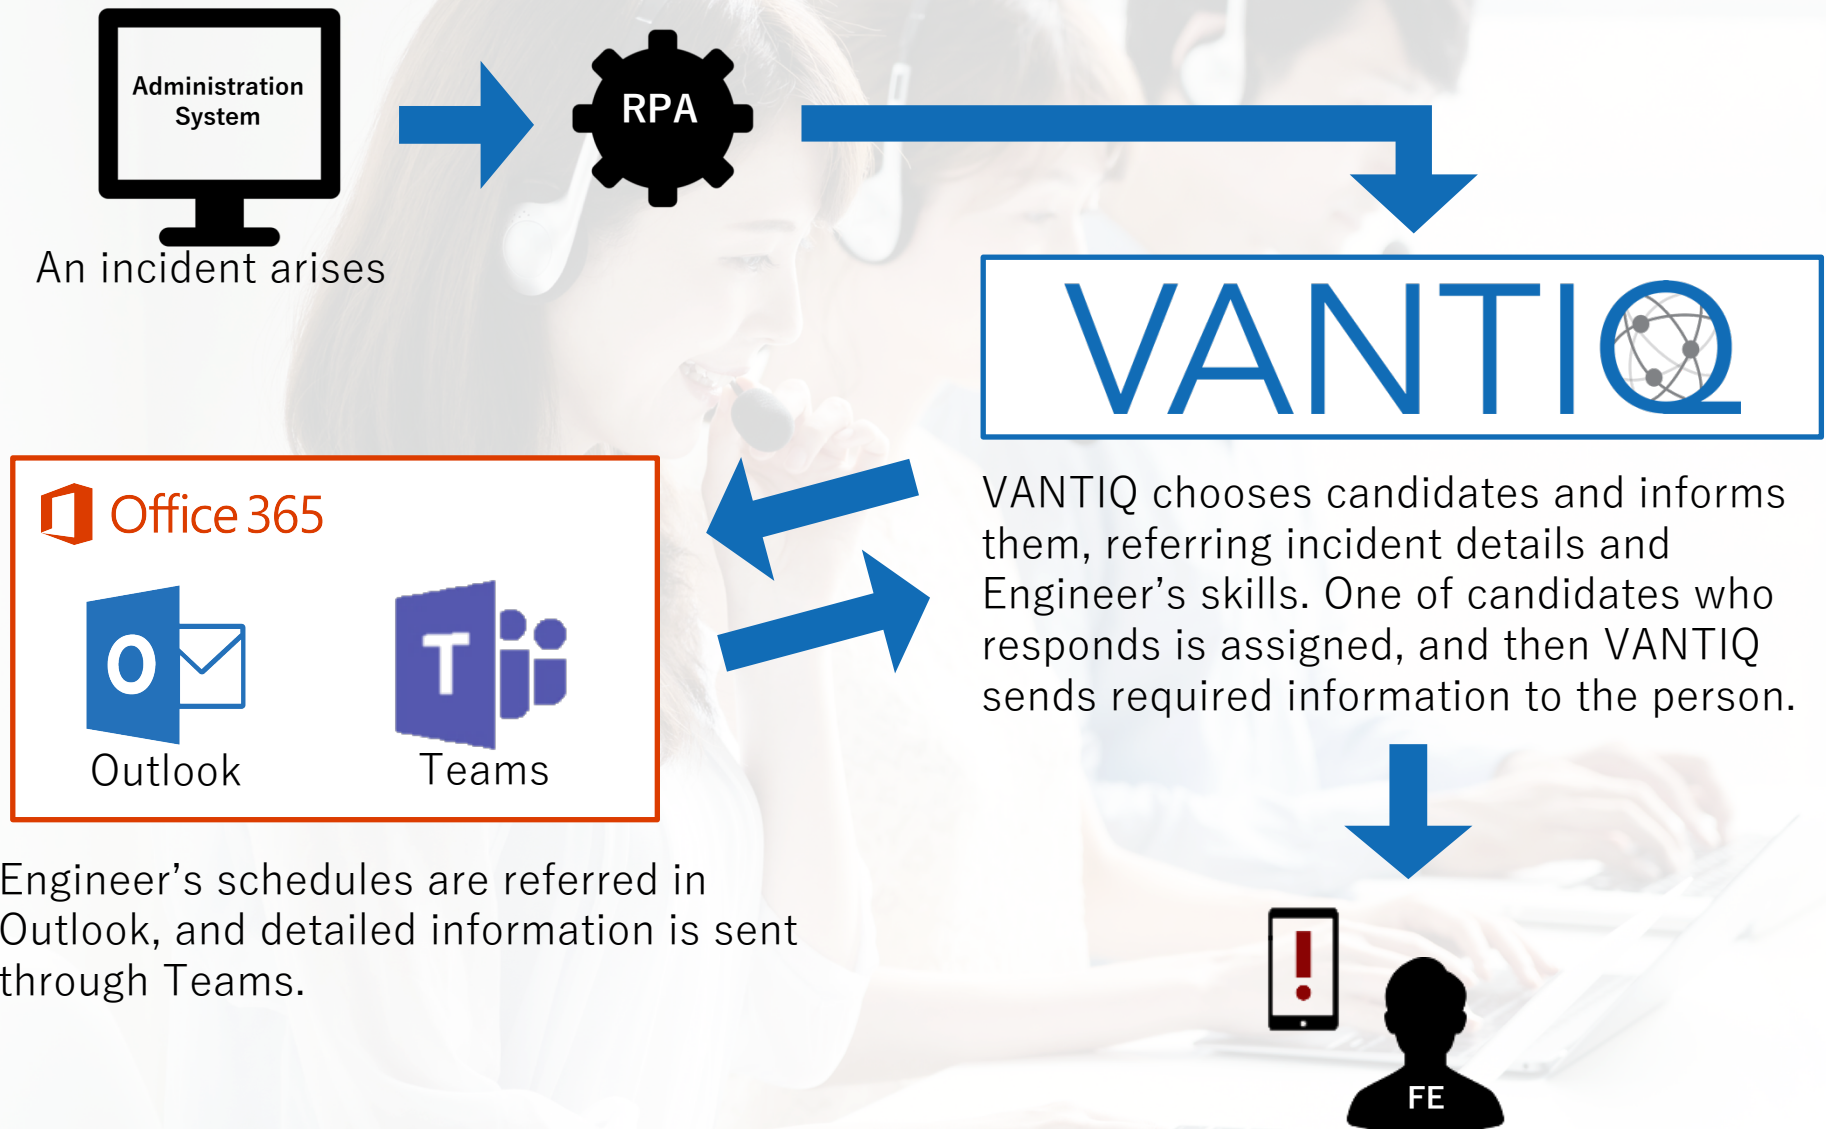 Administration
System
RPA
An incident arises
VANTIQ
VANTIQ chooses candidates and informs
them, referring incident details and
Engineer’s skills. One of candidates who
responds is assigned, and then VANTIQ
sends required information to the person.
Office 365
O
T
Outlook
Teams
Engineer’s schedules are referred in
Outlook, and detailed information is sent
through Teams.
!
FE